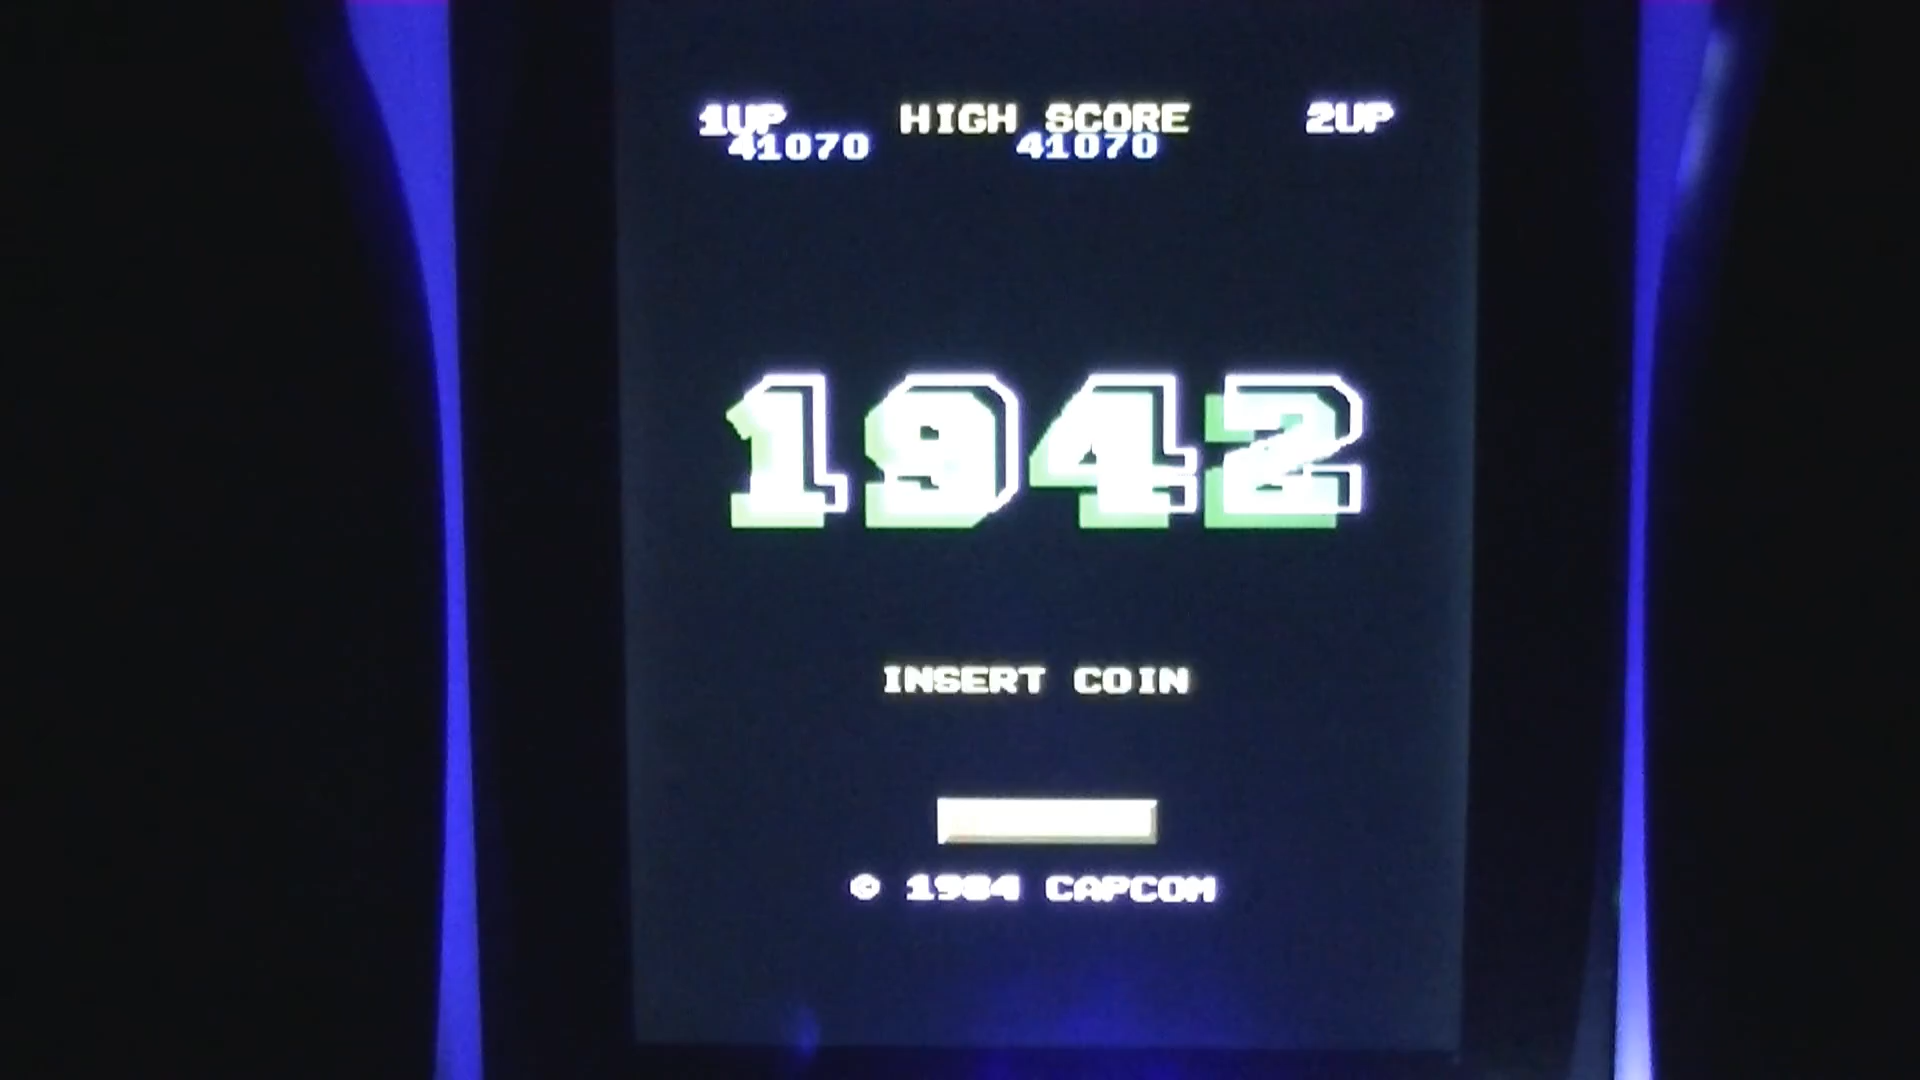 1UP HIGH SCORE 2UP
41070 41070
1942
INSERT COIN
© 1984 CAPCOM